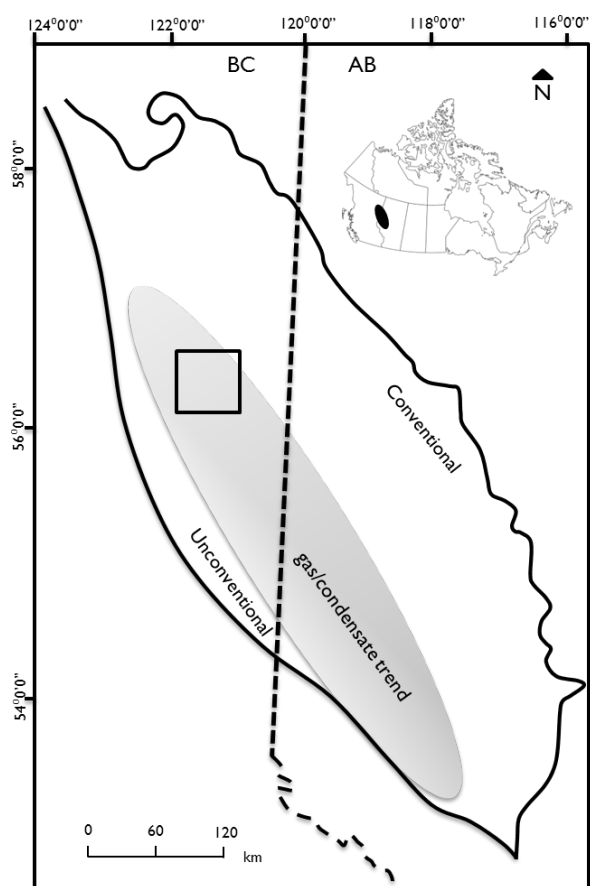 124°0'0" 122°0'0" 120°0'0" 118°0'0" 116°0'0"
BC AB
N
58°0'0"
Conventional
56°0'0"
Unconventional
gas/condensate trend
54°0'0"
0 60 120
km